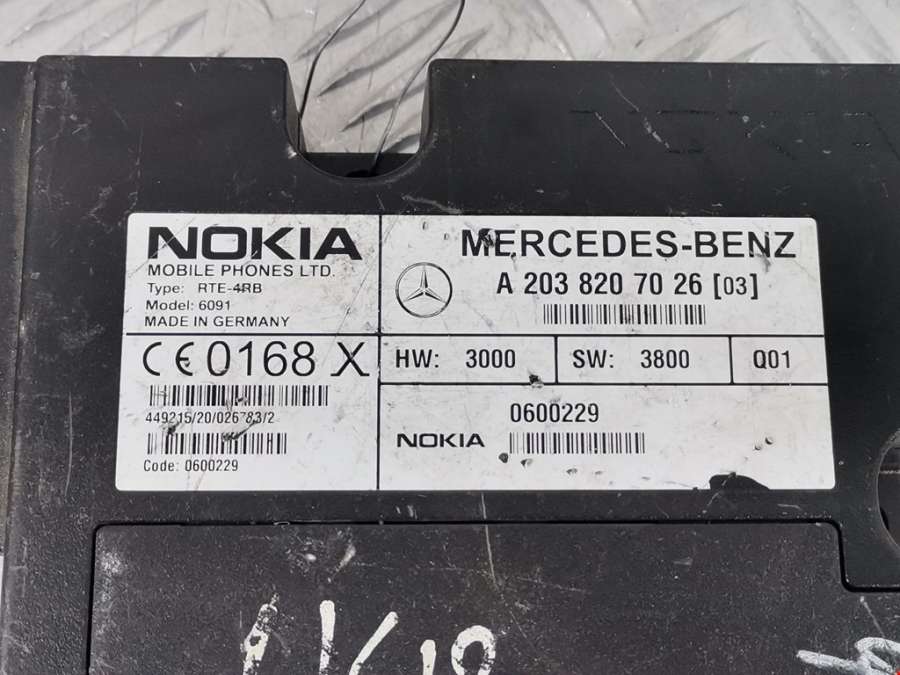 NOKIA
MOBILE PHONES LTD.
Type: RTE-4RB
Model: 6091
MADE IN GERMANY
CE 0168 X
449215/20/026783/2
Code: 0600229
MERCEDES-BENZ
A 203 820 70 26 [03]
HW: 3000
SW: 3800
Q01
0600229
NOKIA